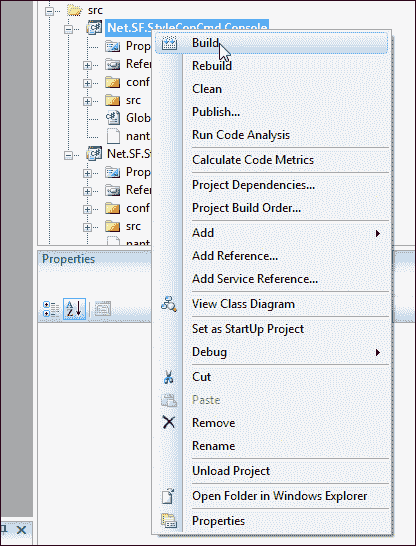 src
Net.SF.StyleCopCmd.Console
Prop
Refere
conf
src
Glob
nant
Net.SF.St
Prop
Refere
conf
src
nant
Properties
Build
Rebuild
Clean
Publish...
Run Code Analysis
Calculate Code Metrics
Project Dependencies...
Project Build Order...
Add
Add Reference...
Add Service Reference...
View Class Diagram
Set as StartUp Project
Debug
Cut
Paste
Remove
Rename
Unload Project
Open Folder in Windows Explorer
Properties